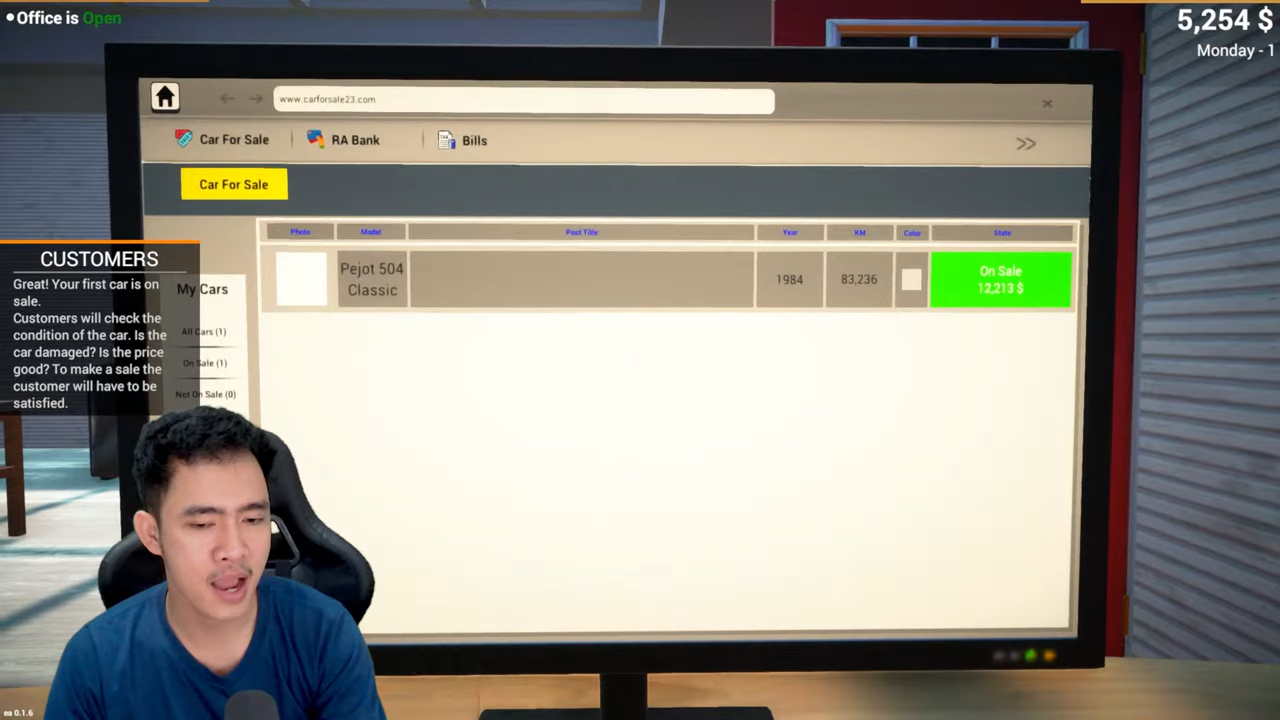 Office is Open
5,254 $
Monday - 1
www.carforsale23.com
Car For Sale
RA Bank
Bills
Car For Sale
Photo
Model
Post Title
Year
KM
Color
State
Pejot 504
Classic
1984
83,236
On Sale
12,213 $
My Cars
All Cars (1)
On Sale (1)
Not On Sale (0)
CUSTOMERS
Great! Your first car is on
sale.
Customers will check the
condition of the car. Is the
car damaged? Is the price
good? To make a sale the
customer will have to be
satisfied.
ea 0.1.6